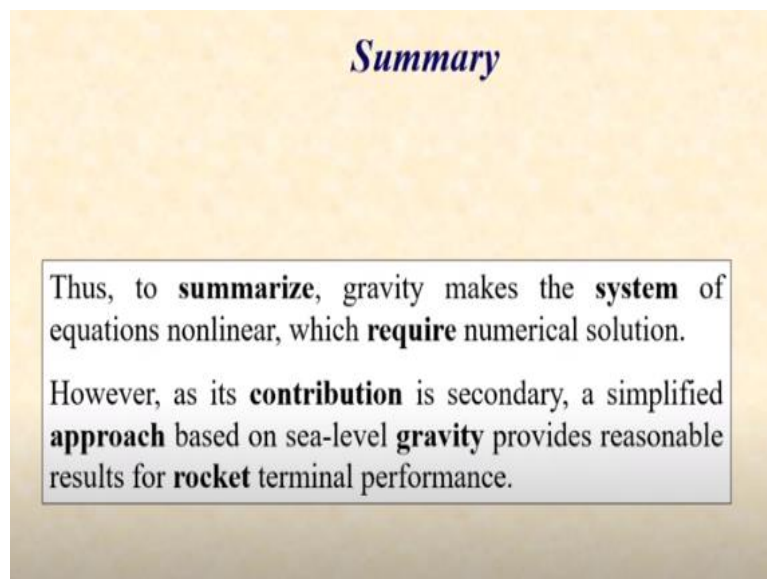 Summary
Thus, to summarize, gravity makes the system of
equations nonlinear, which require numerical solution.
However, as its contribution is secondary, a simplified
approach based on sea-level gravity provides reasonable
results for rocket terminal performance.